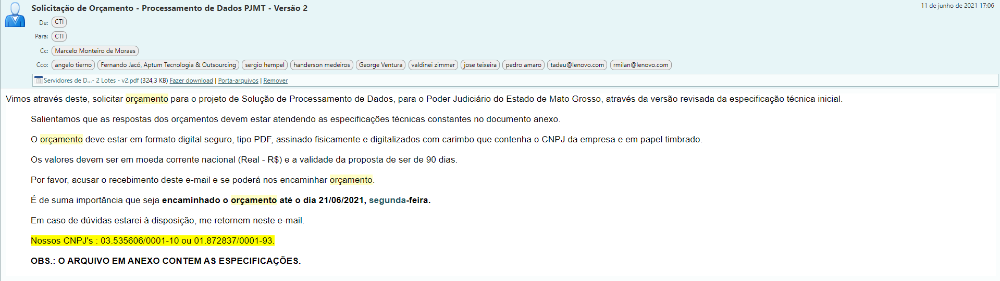 Solicitação de Orçamento - Processamento de Dados PJMT - Versão 2
11 de junho de 2021 17:06
De: CTI
Para: CTI
Cc: Marcelo Monteiro de Moraes
Cco: angelo tierno Fernando Jacó, Aptum Tecnologia & Outsourcing sergio hempel handerson medeiros George Ventura valdinei zimmer jose teixeira pedro amaro tadeu@lenovo.com rmilan@lenovo.com
Servidores de D...- 2 Lotes - v2.pdf (324,3 KB) Fazer download | Porta-arquivos | Remover
Vimos através deste, solicitar orçamento para o projeto de Solução de Processamento de Dados, para o Poder Judiciário do Estado de Mato Grosso, através da versão revisada da especificação técnica inicial.
Salientamos que as respostas dos orçamentos devem estar atendendo as especificações técnicas constantes no documento anexo.
O orçamento deve estar em formato digital seguro, tipo PDF, assinado fisicamente e digitalizados com carimbo que contenha o CNPJ da empresa e em papel timbrado.
Os valores devem ser em moeda corrente nacional (Real - R$) e a validade da proposta de ser de 90 dias.
Por favor, acusar o recebimento deste e-mail e se poderá nos encaminhar orçamento.
É de suma importância que seja encaminhado o orçamento até o dia 21/06/2021, segunda-feira.
Em caso de dúvidas estarei à disposição, me retornem neste e-mail.
Nossos CNPJ's : 03.535606/0001-10 ou 01.872837/0001-93.
OBS.: O ARQUIVO EM ANEXO CONTEM AS ESPECIFICAÇÕES.